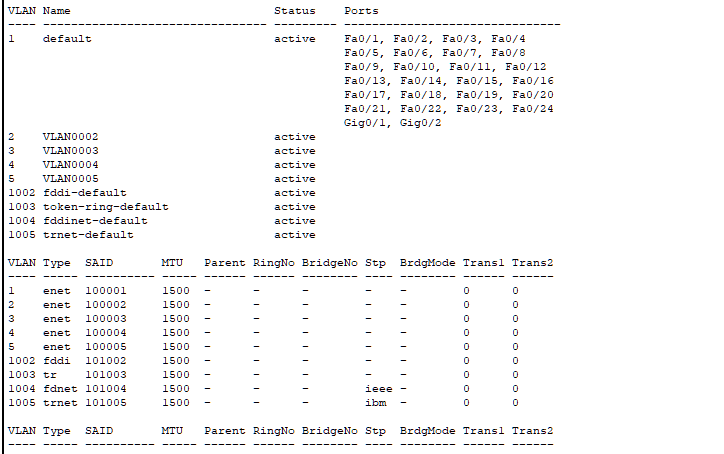 VLAN Name                             Status    Ports
---- -------------------------------- --------- -------------------------------
1    default                          active    Fa0/1, Fa0/2, Fa0/3, Fa0/4
                                                Fa0/5, Fa0/6, Fa0/7, Fa0/8
                                                Fa0/9, Fa0/10, Fa0/11, Fa0/12
                                                Fa0/13, Fa0/14, Fa0/15, Fa0/16
                                                Fa0/17, Fa0/18, Fa0/19, Fa0/20
                                                Fa0/21, Fa0/22, Fa0/23, Fa0/24
                                                Gig0/1, Gig0/2
2    VLAN0002                         active
3    VLAN0003                         active
4    VLAN0004                         active
5    VLAN0005                         active
1002 fddi-default                     active
1003 token-ring-default               active
1004 fddinet-default                  active
1005 trnet-default                    active
VLAN Type  SAID       MTU   Parent RingNo BridgeNo Stp  BrdgMode Trans1 Trans2
---- ----- ---------- ----- ------ ------ -------- ---- -------- ------ ------
1    enet  100001     1500  -      -      -        -    -        0      0
2    enet  100002     1500  -      -      -        -    -        0      0
3    enet  100003     1500  -      -      -        -    -        0      0
4    enet  100004     1500  -      -      -        -    -        0      0
5    enet  100005     1500  -      -      -        -    -        0      0
1002 fddi  101002     1500  -      -      -        -    -        0      0
1003 tr    101003     1500  -      -      -        -    -        0      0
1004 fdnet 101004     1500  -      -      -        ieee -        0      0
1005 trnet 101005     1500  -      -      -        ibm  -        0      0
VLAN Type  SAID       MTU   Parent RingNo BridgeNo Stp  BrdgMode Trans1 Trans2
---- ----- ---------- ----- ------ ------ -------- ---- -------- ------ ------